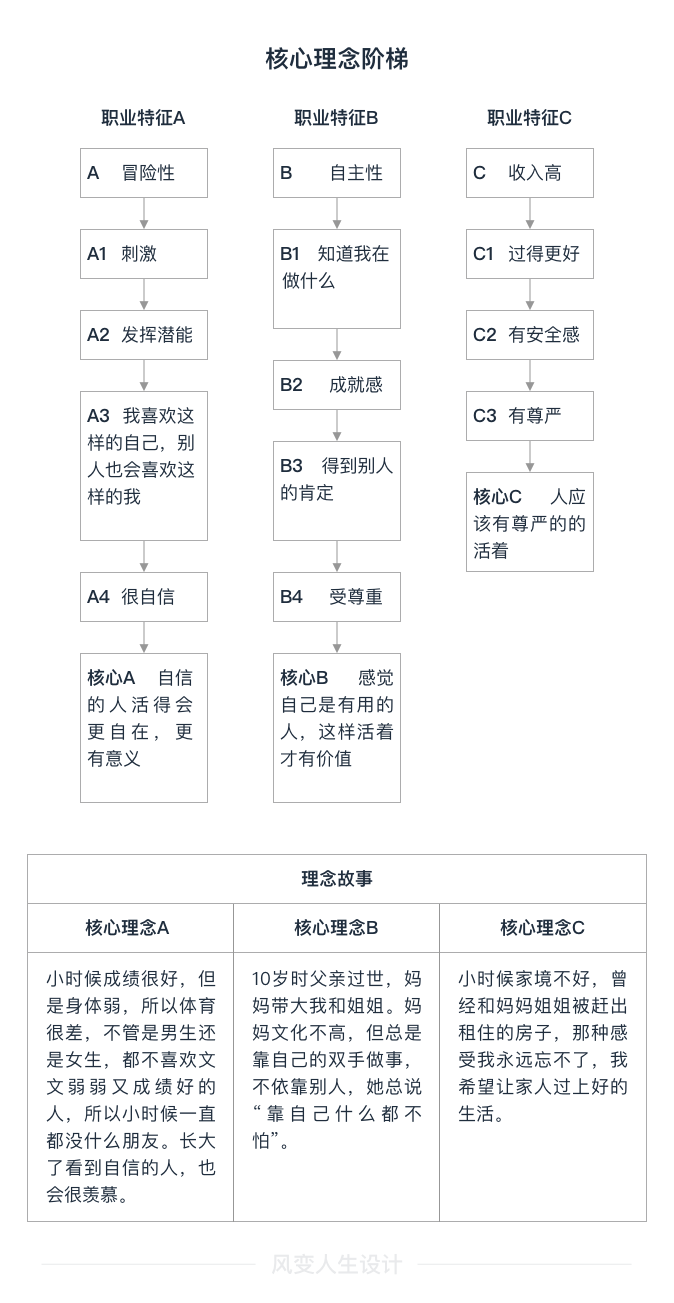 核心理念阶梯
职业特征A
职业特征B
职业特征C
A 冒险性
A1 刺激
A2 发挥潜能
A3 我喜欢这
样的自己，别
人也会喜欢这
样的我
A4 很自信
核心A 自信
的人活得会
更自在，更
有意义
B 自主性
B1 知道我在
做什么
B2 成就感
B3 得到别人
的肯定
B4 受尊重
核心B 感觉
自己是有用的
人，这样活着
才有价值
C 收入高
C1 过得更好
C2 有安全感
C3 有尊严
核心C 人应
该有尊严的的
活着
理念故事
核心理念A
核心理念B
核心理念C
小时候成绩很好，但
是身体弱，所以体育
很差，不管是男生还
是女生，都不喜欢文
文弱弱又成绩好的
人，所以小时候一直
都没什么朋友。长大
了看到自信的人，也
会很羡慕。
10岁时父亲过世，妈
妈带大我和姐姐。妈
妈文化不高，但总是
靠自己的双手做事，
不依靠别人，她总说
“靠自己什么都不
怕”。
小时候家境不好，曾
经和妈妈姐姐被赶出
租住的房子，那种感
受我永远忘不了，我
希望让家人过上好的
生活。
风变人生设计